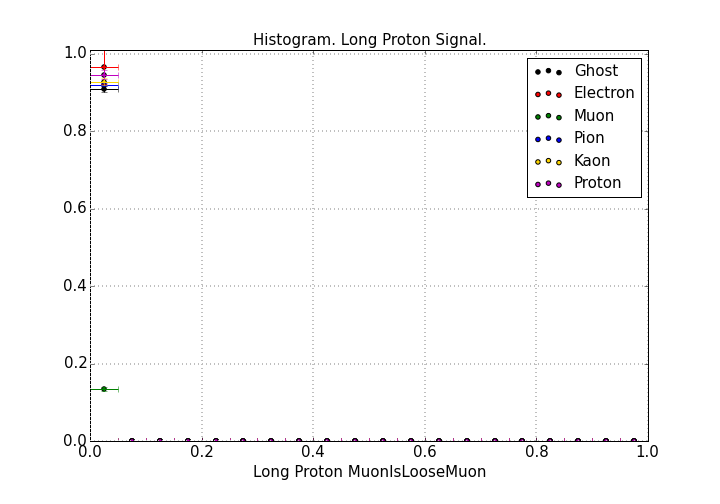 Histogram. Long Proton Signal.
1.0
0.8
0.6
0.4
0.2
0.0
Ghost
Electron
Muon
Pion
Kaon
Proton
0.0 0.2 0.4 0.6 0.8 1.0
Long Proton MuonIsLooseMuon